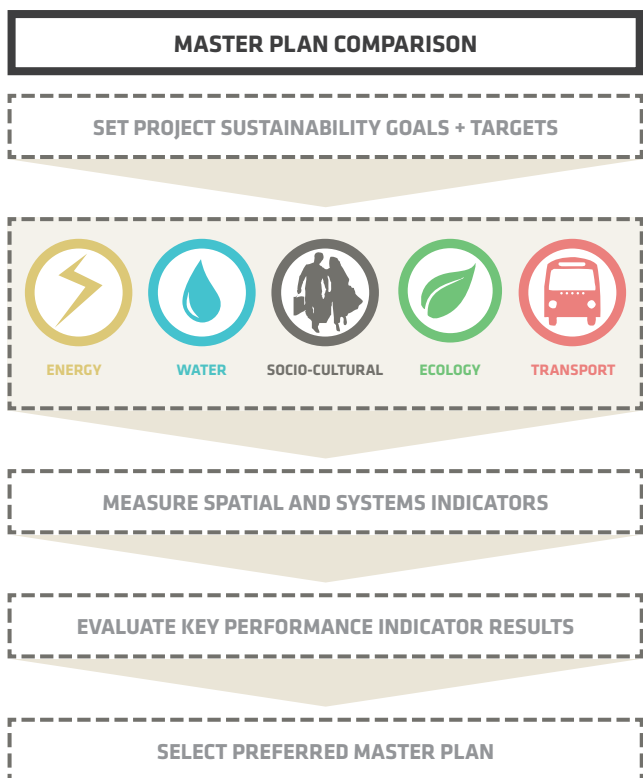 MASTER PLAN COMPARISON
SET PROJECT SUSTAINABILITY GOALS + TARGETS
ENERGY
WATER
SOCIO-CULTURAL
ECOLOGY
TRANSPORT
MEASURE SPATIAL AND SYSTEMS INDICATORS
EVALUATE KEY PERFORMANCE INDICATOR RESULTS
SELECT PREFERRED MASTER PLAN